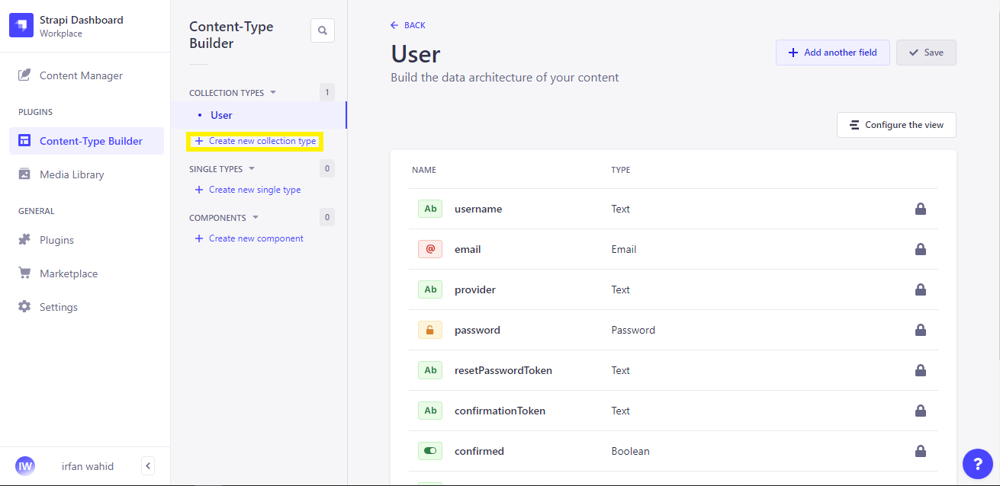 Strapi Dashboard
Workplace
Content Manager
PLUGINS
Content-Type Builder
Media Library
GENERAL
Plugins
Marketplace
Settings
IW irfan wahid
Content-Type
Builder
COLLECTION TYPES 1
User
Create new collection type
SINGLE TYPES 0
Create new single type
COMPONENTS 0
Create new component
BACK
User
Build the data architecture of your content
Add another field
Save
Configure the view
NAME TYPE
Ab username Text
@ email Email
Ab provider Text
password Password
Ab resetPasswordToken Text
Ab confirmationToken Text
confirmed Boolean
?